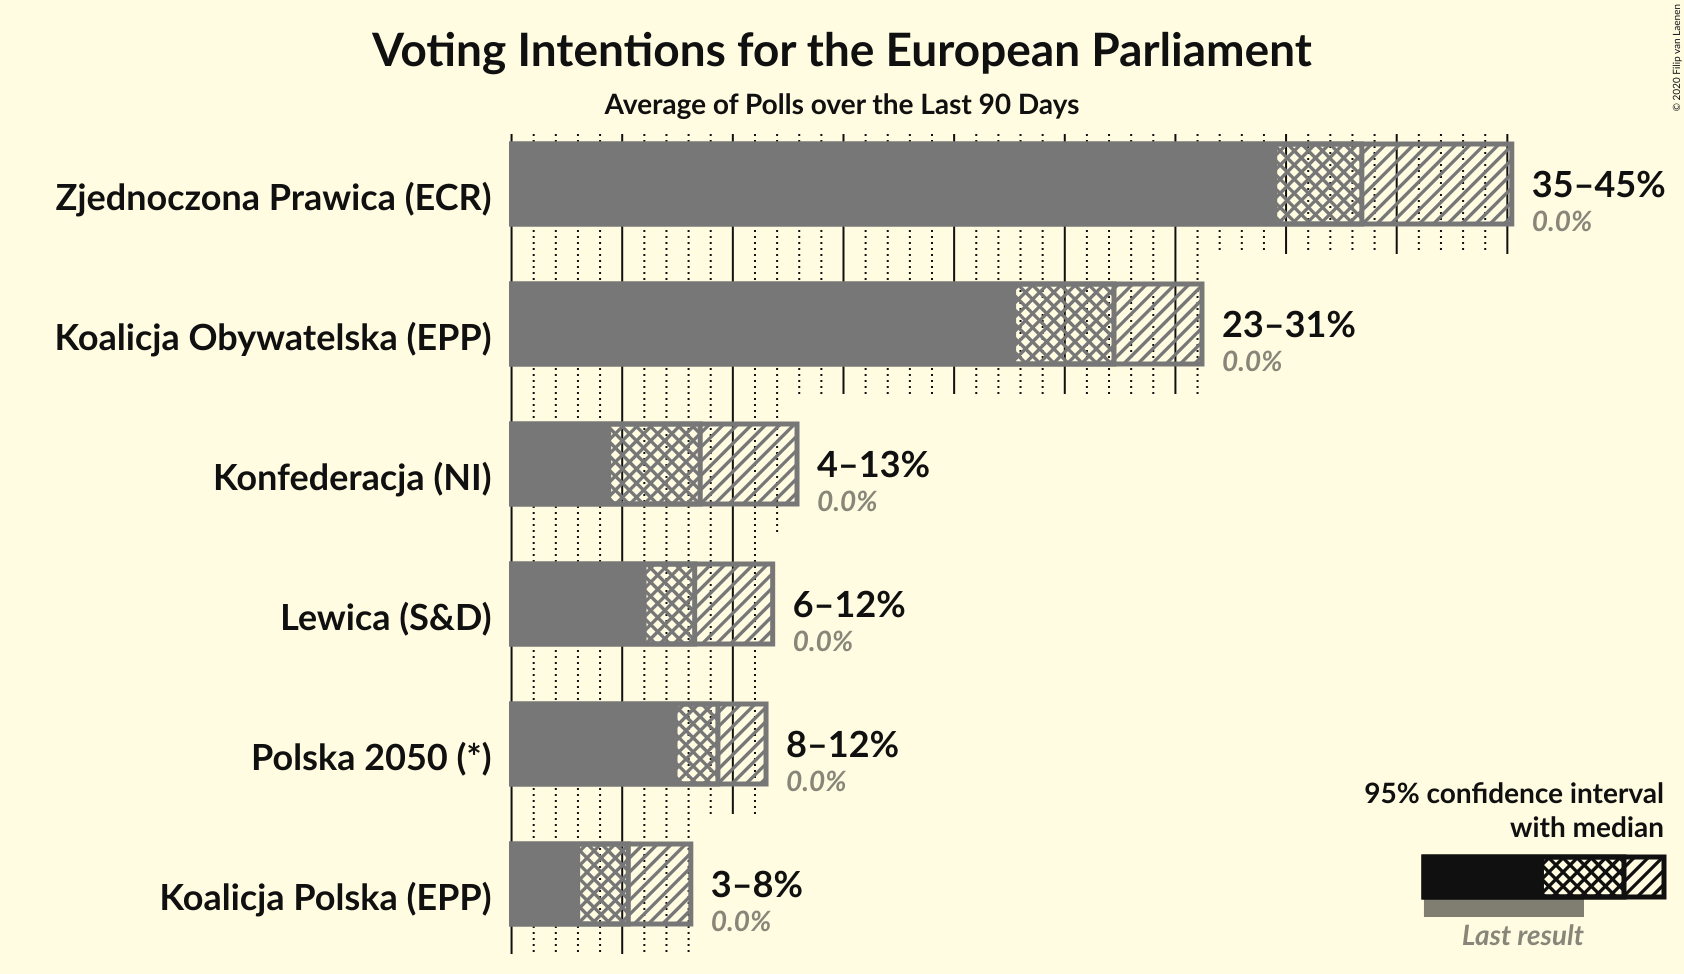 Voting Intentions for the European Parliament
Average of Polls over the Last 90 Days
© 2020 Filip van Laenen
Zjednoczona Prawica (ECR)
35–45%
0.0%
Koalicja Obywatelska (EPP)
23–31%
0.0%
Konfederacja (NI)
4–13%
0.0%
Lewica (S&D)
6–12%
0.0%
Polska 2050 (*)
8–12%
0.0%
Koalicja Polska (EPP)
3–8%
0.0%
95% confidence interval
with median
Last result